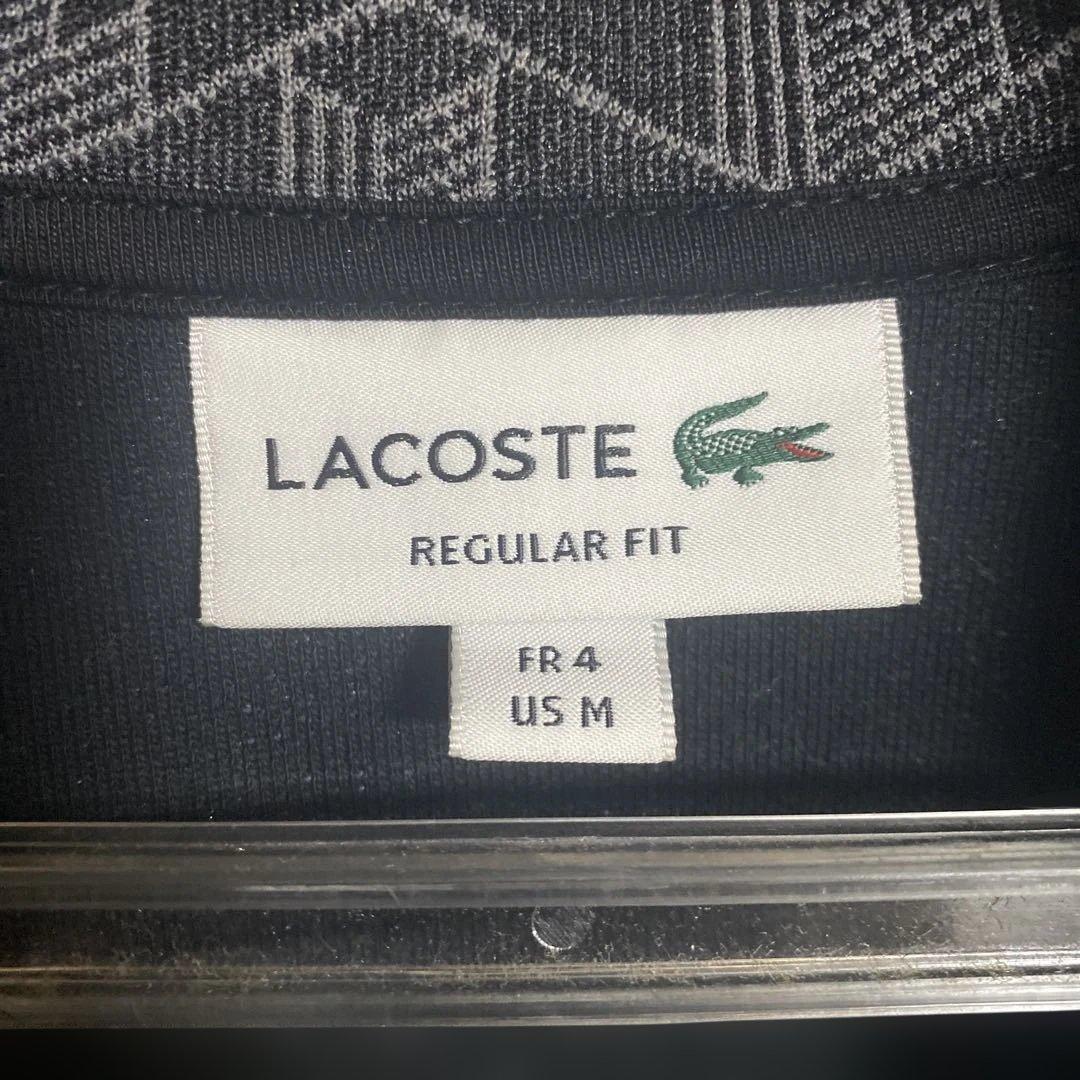 LACOSTE
REGULAR FIT
FR 4
US M